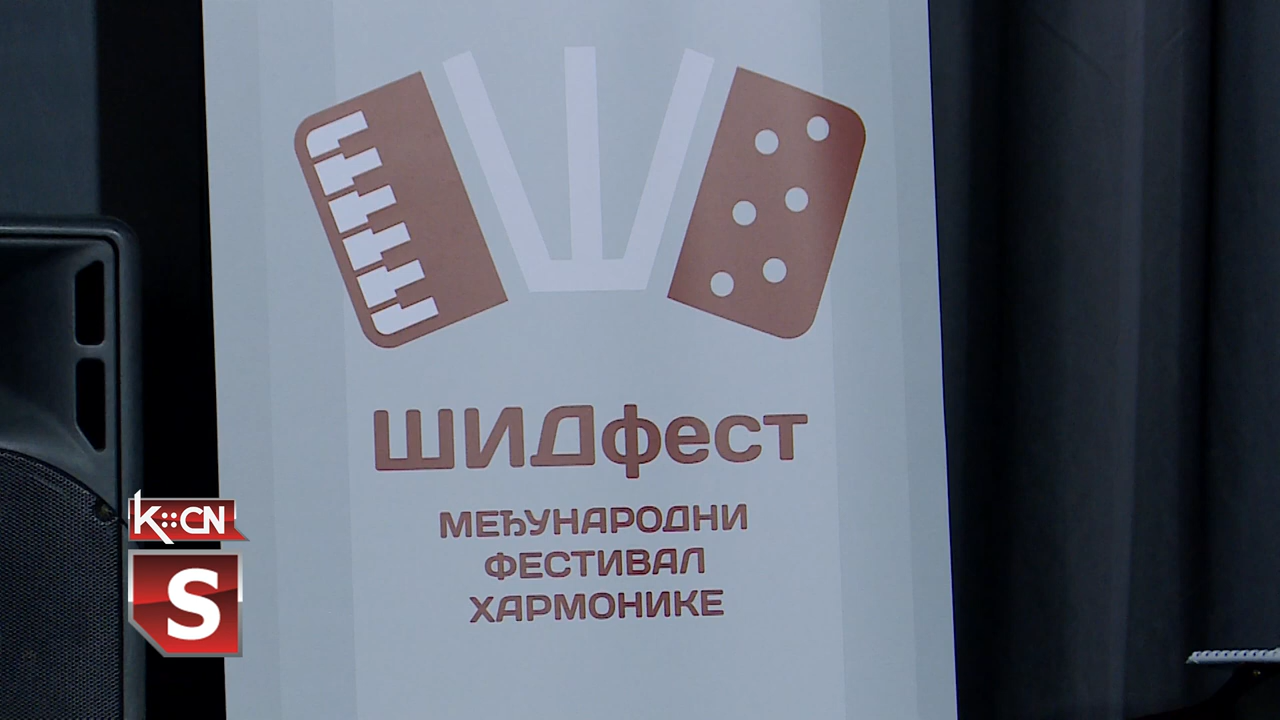 Ш
ШИДфест
МЕЂУНАРОДНИ
ФЕСТИВАЛ
ХАРМОНИКЕ
K::CN
S